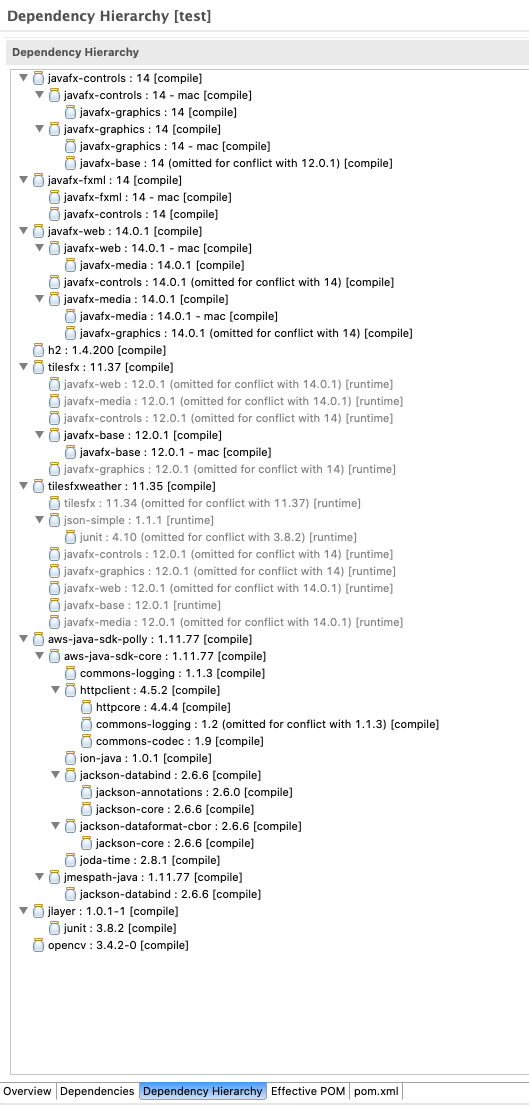 Dependency Hierarchy [test]
Dependency Hierarchy
javafx-controls : 14 [compile]
javafx-controls : 14 - mac [compile]
javafx-graphics : 14 [compile]
javafx-graphics : 14 [compile]
javafx-graphics : 14 - mac [compile]
javafx-base : 14 (omitted for conflict with 12.0.1) [compile]
javafx-fxml : 14 [compile]
javafx-fxml : 14 - mac [compile]
javafx-controls : 14 [compile]
javafx-web : 14.0.1 [compile]
javafx-web : 14.0.1 - mac [compile]
javafx-media : 14.0.1 [compile]
javafx-controls : 14.0.1 (omitted for conflict with 14) [compile]
javafx-media : 14.0.1 [compile]
javafx-media : 14.0.1 - mac [compile]
javafx-graphics : 14.0.1 (omitted for conflict with 14) [compile]
h2 : 1.4.200 [compile]
tilesfx : 11.37 [compile]
javafx-web : 12.0.1 (omitted for conflict with 14.0.1) [runtime]
javafx-media : 12.0.1 (omitted for conflict with 14.0.1) [runtime]
javafx-controls : 12.0.1 (omitted for conflict with 14) [runtime]
javafx-base : 12.0.1 [compile]
javafx-base : 12.0.1 - mac [compile]
javafx-graphics : 12.0.1 (omitted for conflict with 14) [runtime]
tilesfxweather : 11.35 [compile]
tilesfx : 11.34 (omitted for conflict with 11.37) [runtime]
json-simple : 1.1.1 [runtime]
junit : 4.10 (omitted for conflict with 3.8.2) [runtime]
javafx-controls : 12.0.1 (omitted for conflict with 14) [runtime]
javafx-graphics : 12.0.1 (omitted for conflict with 14) [runtime]
javafx-web : 12.0.1 (omitted for conflict with 14.0.1) [runtime]
javafx-base : 12.0.1 [runtime]
javafx-media : 12.0.1 (omitted for conflict with 14.0.1) [runtime]
aws-java-sdk-polly : 1.11.77 [compile]
aws-java-sdk-core : 1.11.77 [compile]
commons-logging : 1.1.3 [compile]
httpclient : 4.5.2 [compile]
httpcore : 4.4.4 [compile]
commons-logging : 1.2 (omitted for conflict with 1.1.3) [compile]
commons-codec : 1.9 [compile]
ion-java : 1.0.1 [compile]
jackson-databind : 2.6.6 [compile]
jackson-annotations : 2.6.0 [compile]
jackson-core : 2.6.6 [compile]
jackson-dataformat-cbor : 2.6.6 [compile]
jackson-core : 2.6.6 [compile]
joda-time : 2.8.1 [compile]
jmespath-java : 1.11.77 [compile]
jackson-databind : 2.6.6 [compile]
jlayer : 1.0.1-1 [compile]
junit : 3.8.2 [compile]
opencv : 3.4.2-0 [compile]
Overview Dependencies Dependency Hierarchy Effective POM pom.xml